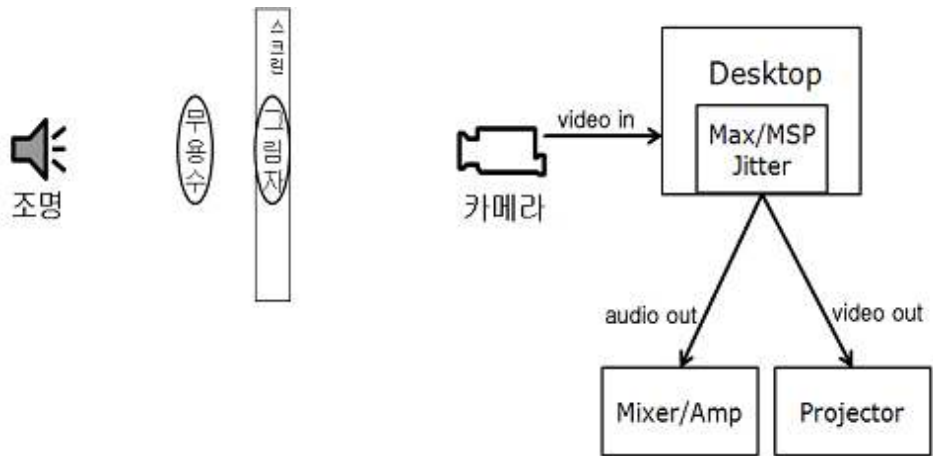 조명
무용수
스크린
그림자
카메라
video in
Desktop
Max/MSP
Jitter
audio out
video out
Mixer/Amp
Projector